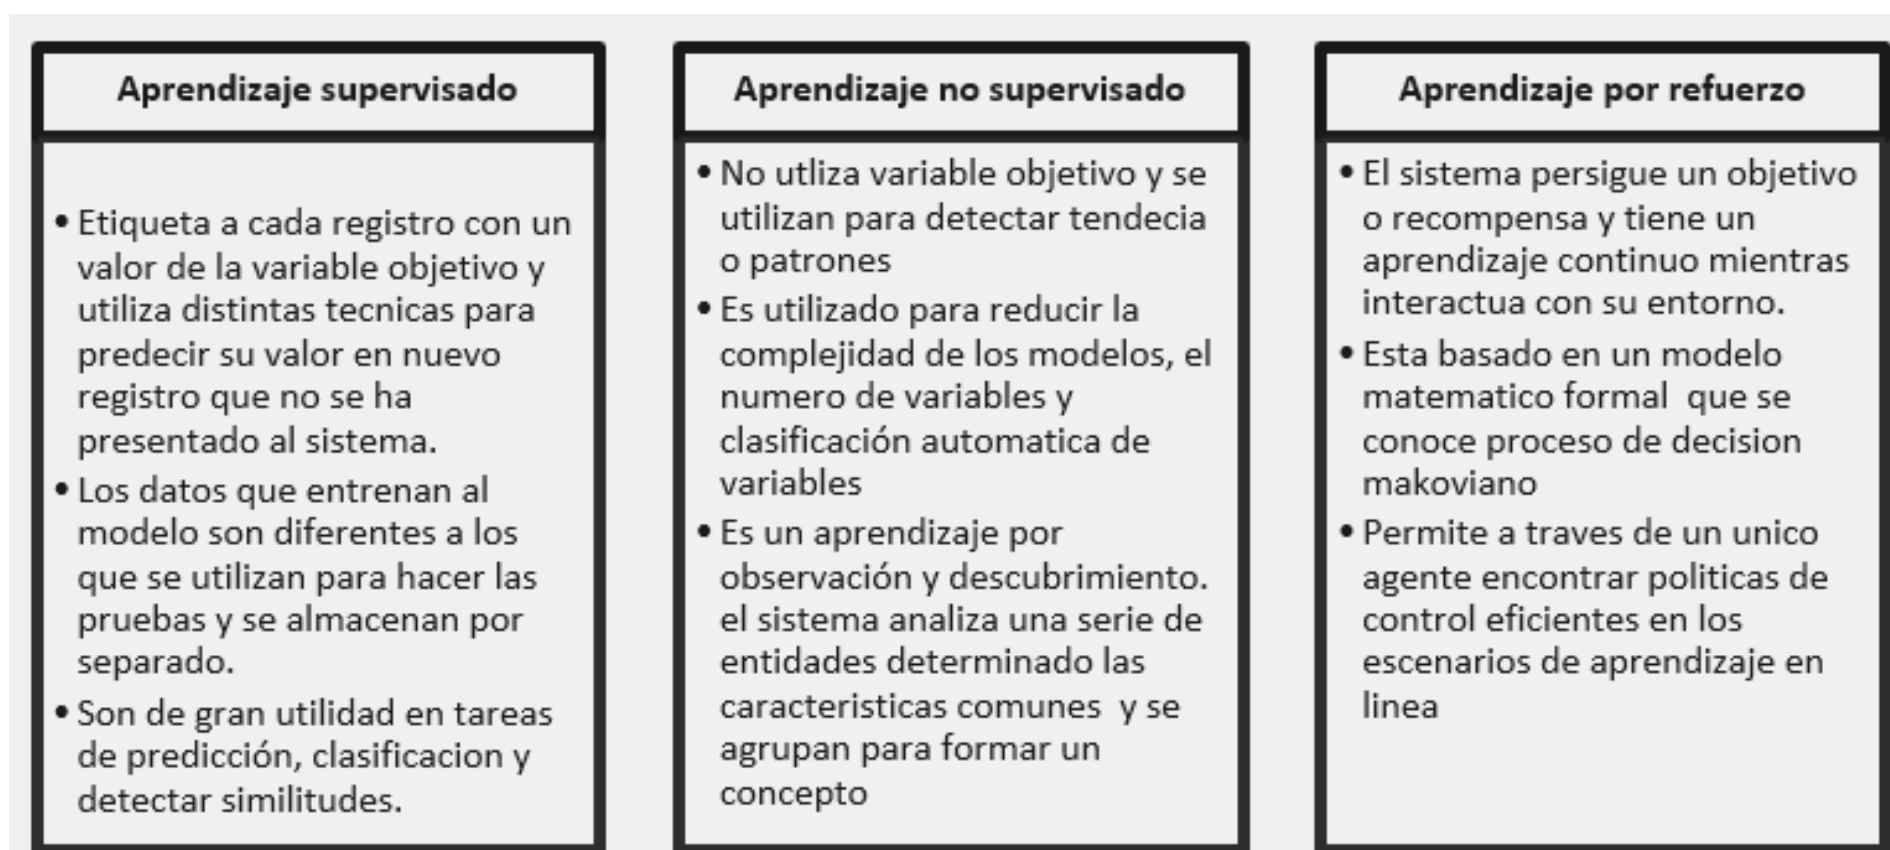 Aprendizaje supervisado
• Etiqueta a cada registro con un
valor de la variable objetivo y
utiliza distintas tecnicas para
predecir su valor en nuevo
registro que no se ha
presentado al sistema.
• Los datos que entrenan al
modelo son diferentes a los
que se utilizan para hacer las
pruebas y se almacenan por
separado.
• Son de gran utilidad en tareas
de predicción, clasificacion y
detectar similitudes.
Aprendizaje no supervisado
• No utliza variable objetivo y se
utilizan para detectar tendecia
o patrones
• Es utilizado para reducir la
complejidad de los modelos, el
numero de variables y
clasificación automatica de
variables
• Es un aprendizaje por
observación y descubrimiento.
el sistema analiza una serie de
entidades determinado las
caracteristicas comunes y se
agrupan para formar un
concepto
Aprendizaje por refuerzo
• El sistema persigue un objetivo
o recompensa y tiene un
aprendizaje continuo mientras
interactua con su entorno.
• Esta basado en un modelo
matematico formal que se
conoce proceso de decision
makoviano
• Permite a traves de un unico
agente encontrar politicas de
control eficientes en los
escenarios de aprendizaje en
linea